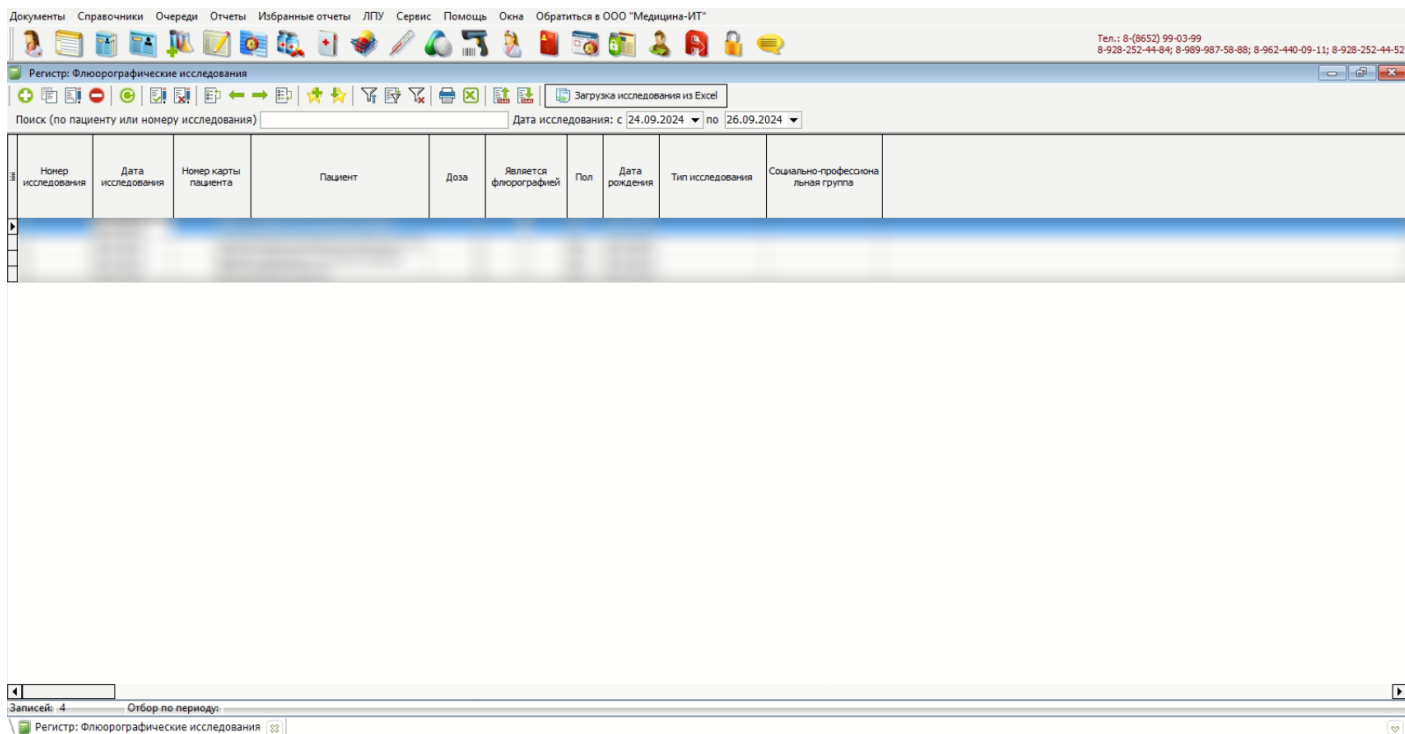 Документы Справочники Очереди Отчеты Избранные отчеты ЛПУ Сервис Помощь Окна Обратиться в ООО "Медицина-ИТ"
Тел.: 8-(8652) 99-03-99
8-928-252-44-84; 8-989-987-58-88; 8-962-440-09-11; 8-928-252-44-52
Регистр: Флюорографические исследования
Загрузка исследования из Excel
Поиск (по пациенту или номеру исследования) Дата исследования: с 24.09.2024 по 26.09.2024
Номер исследования Дата исследования Номер карты пациента Пациент Доза Является флюрографией Пол Дата рождения Тип исследования Социально-профессиональная группа
Записей: 4 Отбор по периоду:
Регистр: Флюорографические исследования